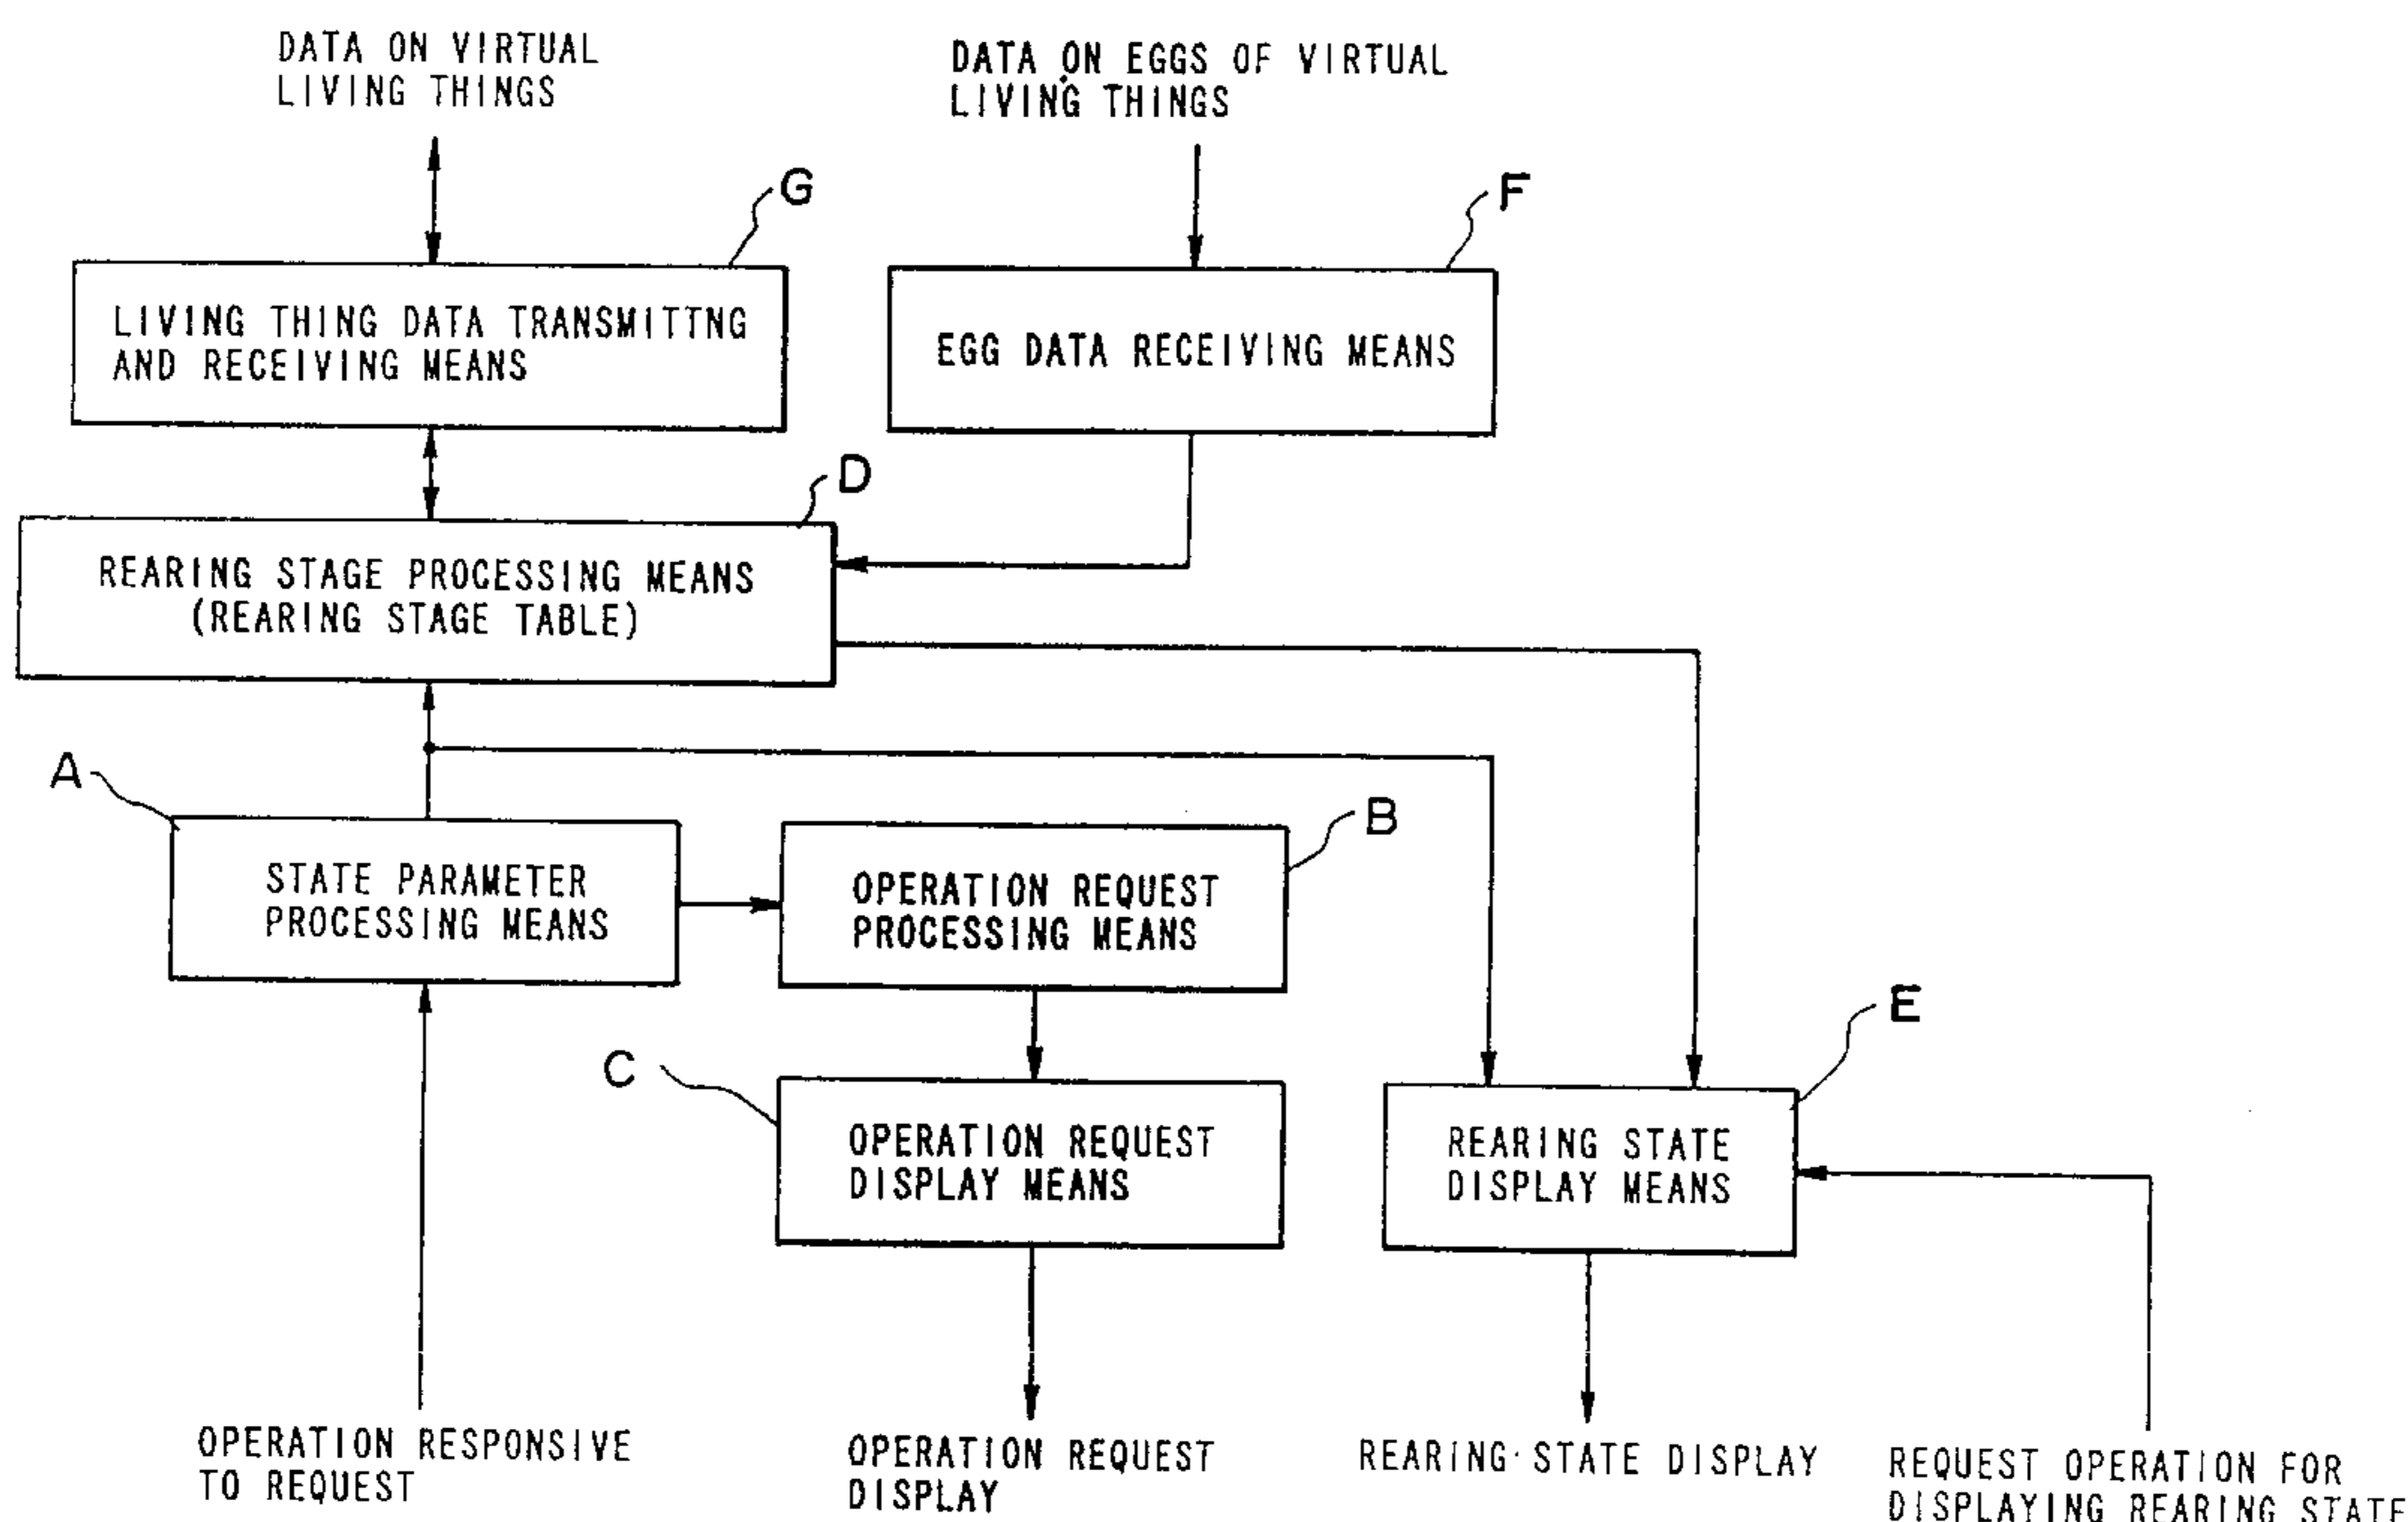 DATA ON VIRTUAL
LIVING THINGS
DATA ON EGGS OF VIRTUAL
LIVING THINGS
G
F
LIVING THING DATA TRANSMITTNG
AND RECEIVING MEANS
EGG DATA RECEIVING MEANS
D
REARING STAGE PROCESSING MEANS
(REARING STAGE TABLE)
A
B
STATE PARAMETER
PROCESSING MEANS
OPERATION REQUEST
PROCESSING MEANS
E
C
OPERATION REQUEST
DISPLAY MEANS
REARING STATE
DISPLAY MEANS
OPERATION RESPONSIVE
TO REQUEST
OPERATION REQUEST
DISPLAY
REARING STATE DISPLAY
REQUEST OPERATION FOR
DISPLAYING REARING STATE